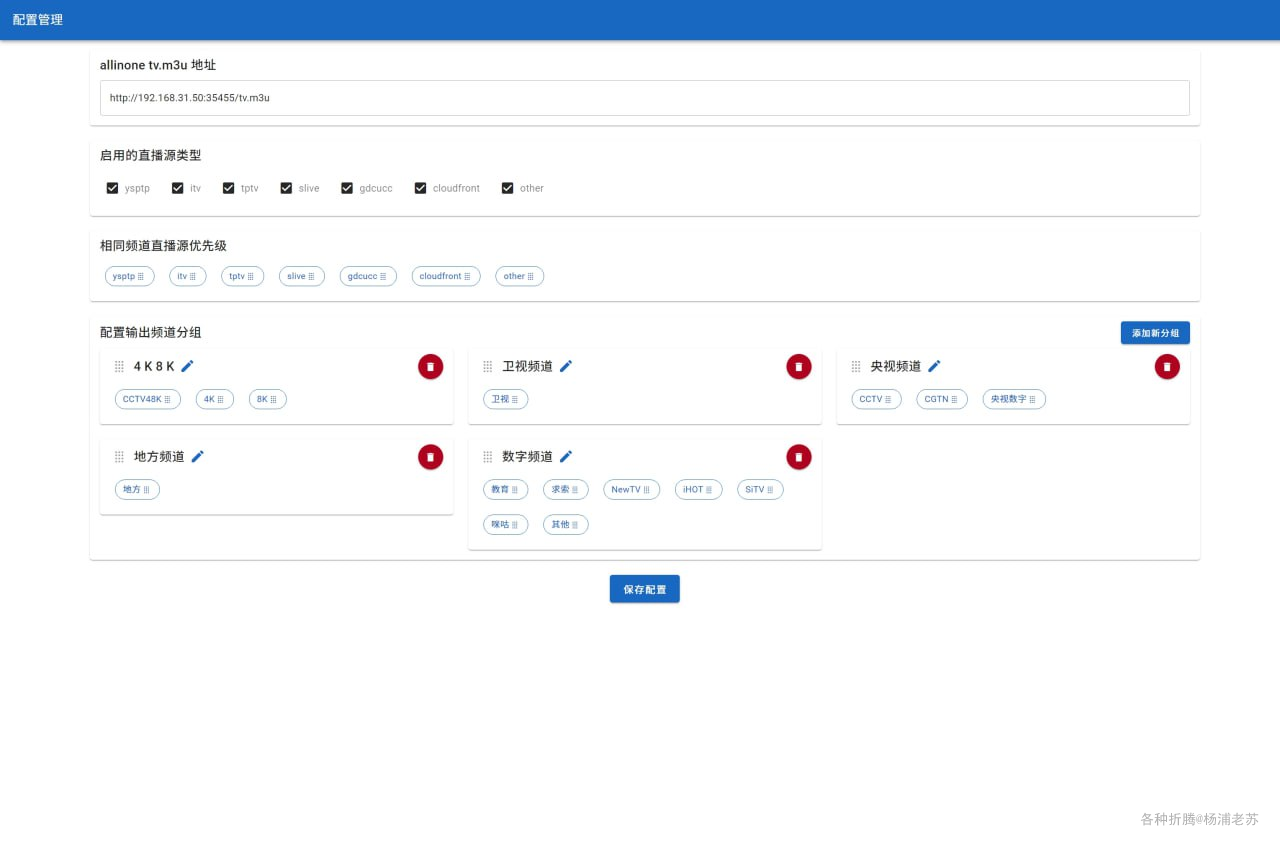 配置管理
allinone tv.m3u 地址
http://192.168.31.50:35455/tv.m3u
启用的直播源类型
ysptp itv tptv slive gdcucc cloudfront other
相同频道直播源优先级
ysptp itv tptv slive gdcucc cloudfront other
配置输出频道分组 添加新分组
4K8K 卫视频道 央视频道
CCTV48K 4K 8K 卫视 CCTV CGTN 央视数字
地方频道 数字频道
地方 教育 求索 NewTV iHOT SiTV
咪咕 其他
保存配置
各种折腾@杨浦老苏